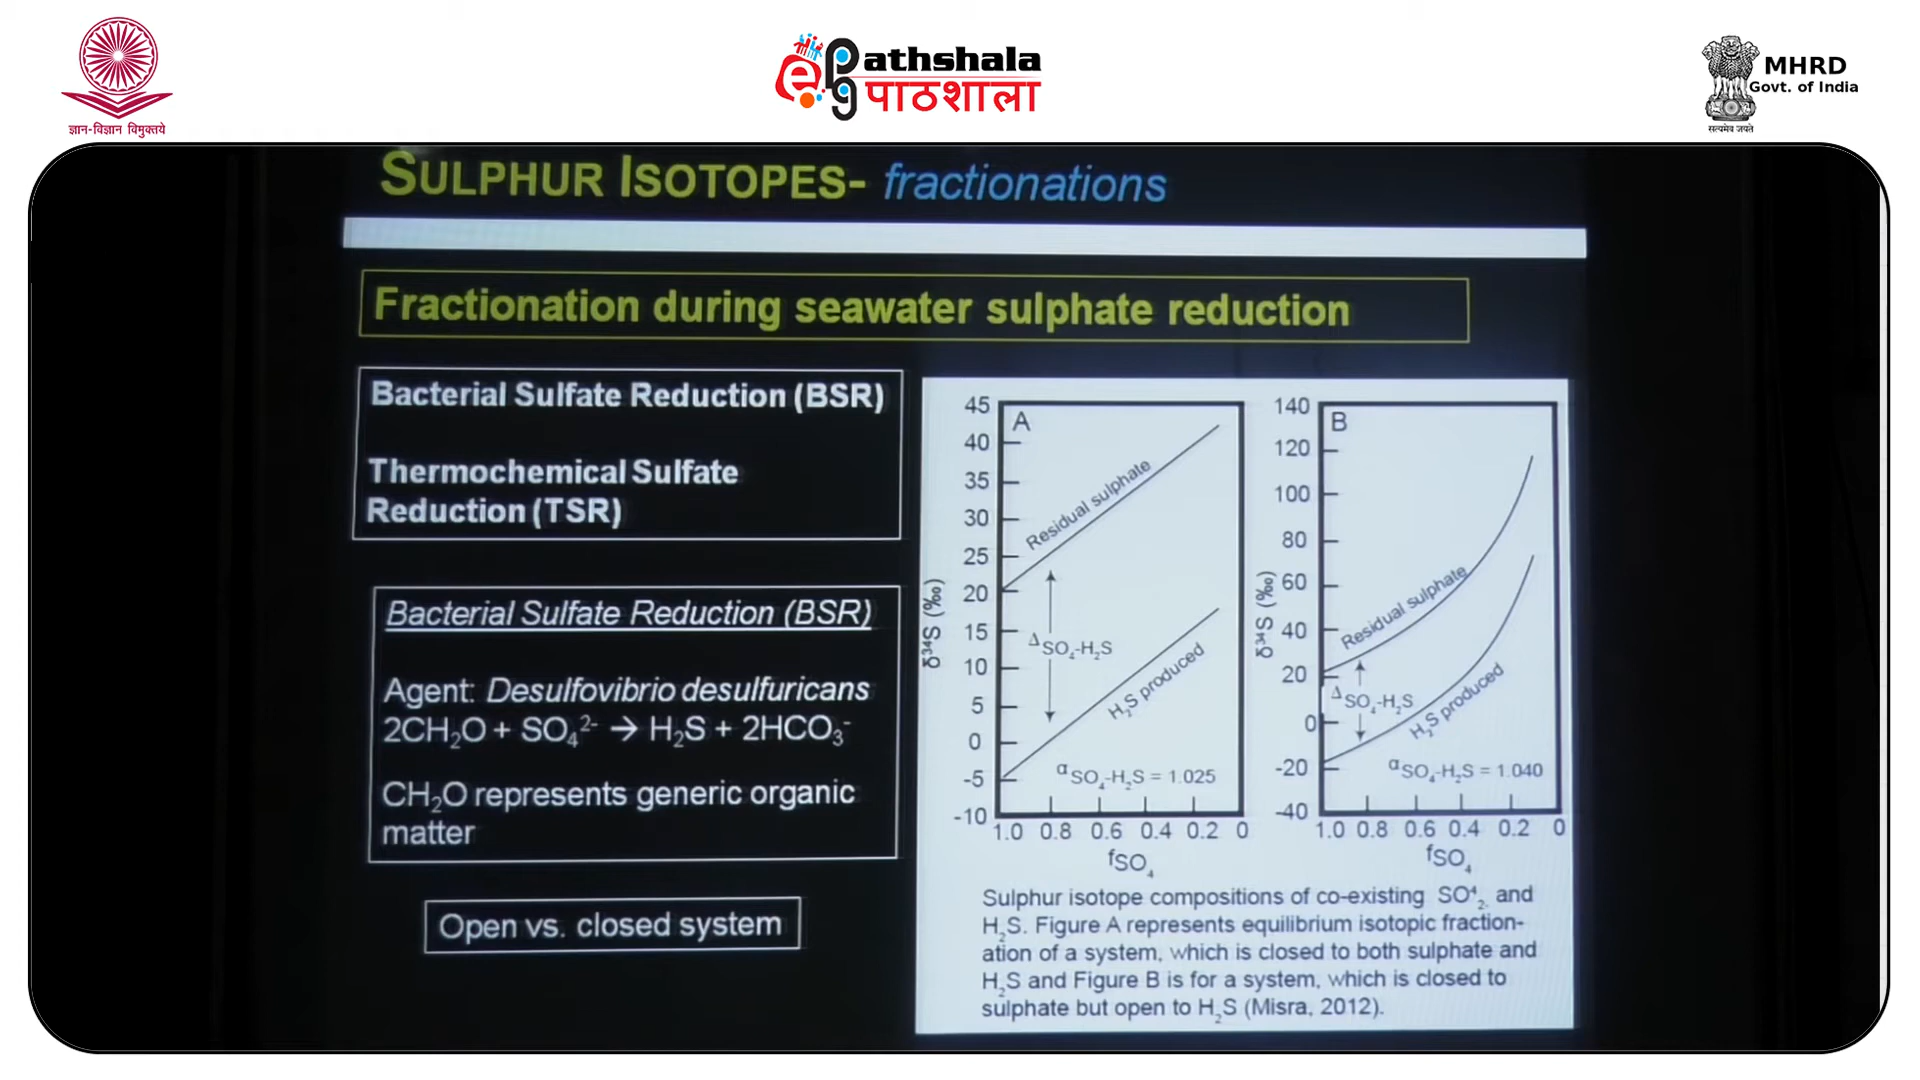 ज्ञान-विज्ञान विमुक्तये
ePG athshala
पाठशाला
MHRD
Govt. of India
सत्यमेव जयते
SULPHUR ISOTOPES- fractionations
Fractionation during seawater sulphate reduction
Bacterial Sulfate Reduction (BSR)
Thermochemical Sulfate
Reduction (TSR)
Bacterial Sulfate Reduction (BSR)
Agent: Desulfovibrio desulfuricans
2CH₂O + SO₄²⁻ → H₂S + 2HCO₃⁻
CH₂O represents generic organic
matter
Open vs. closed system
A
45
40
35
30
25
20
15
10
5
0
-5
-10
δ³⁴S (‰)
Residual sulphate
Δ SO₄-H₂S
H₂S produced
α SO₄-H₂S = 1.025
1.0 0.8 0.6 0.4 0.2 0
fSO₄
B
140
120
100
80
60
40
20
0
-20
-40
δ³⁴S (‰)
Residual sulphate
Δ SO₄-H₂S
H₂S produced
α SO₄-H₂S = 1.040
1.0 0.8 0.6 0.4 0.2 0
fSO₄
Sulphur isotope compositions of co-existing SO⁴₂₋ and
H₂S. Figure A represents equilibrium isotopic fraction-
ation of a system, which is closed to both sulphate and
H₂S and Figure B is for a system, which is closed to
sulphate but open to H₂S (Misra, 2012).